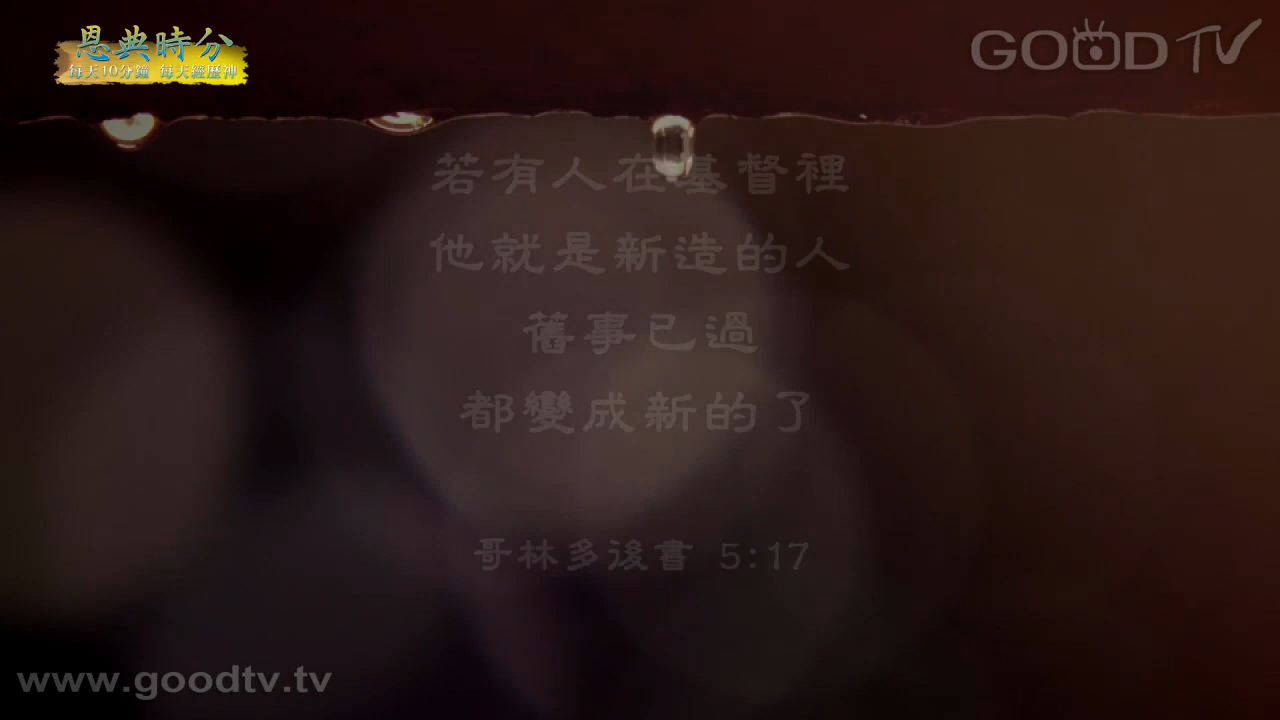 恩典時分
每天10分鐘 每天經歷神
GOOD TV
若有人在基督裡
他就是新造的人
舊事已過
都變成新的了
哥林多後書 5:17
www.goodtv.tv